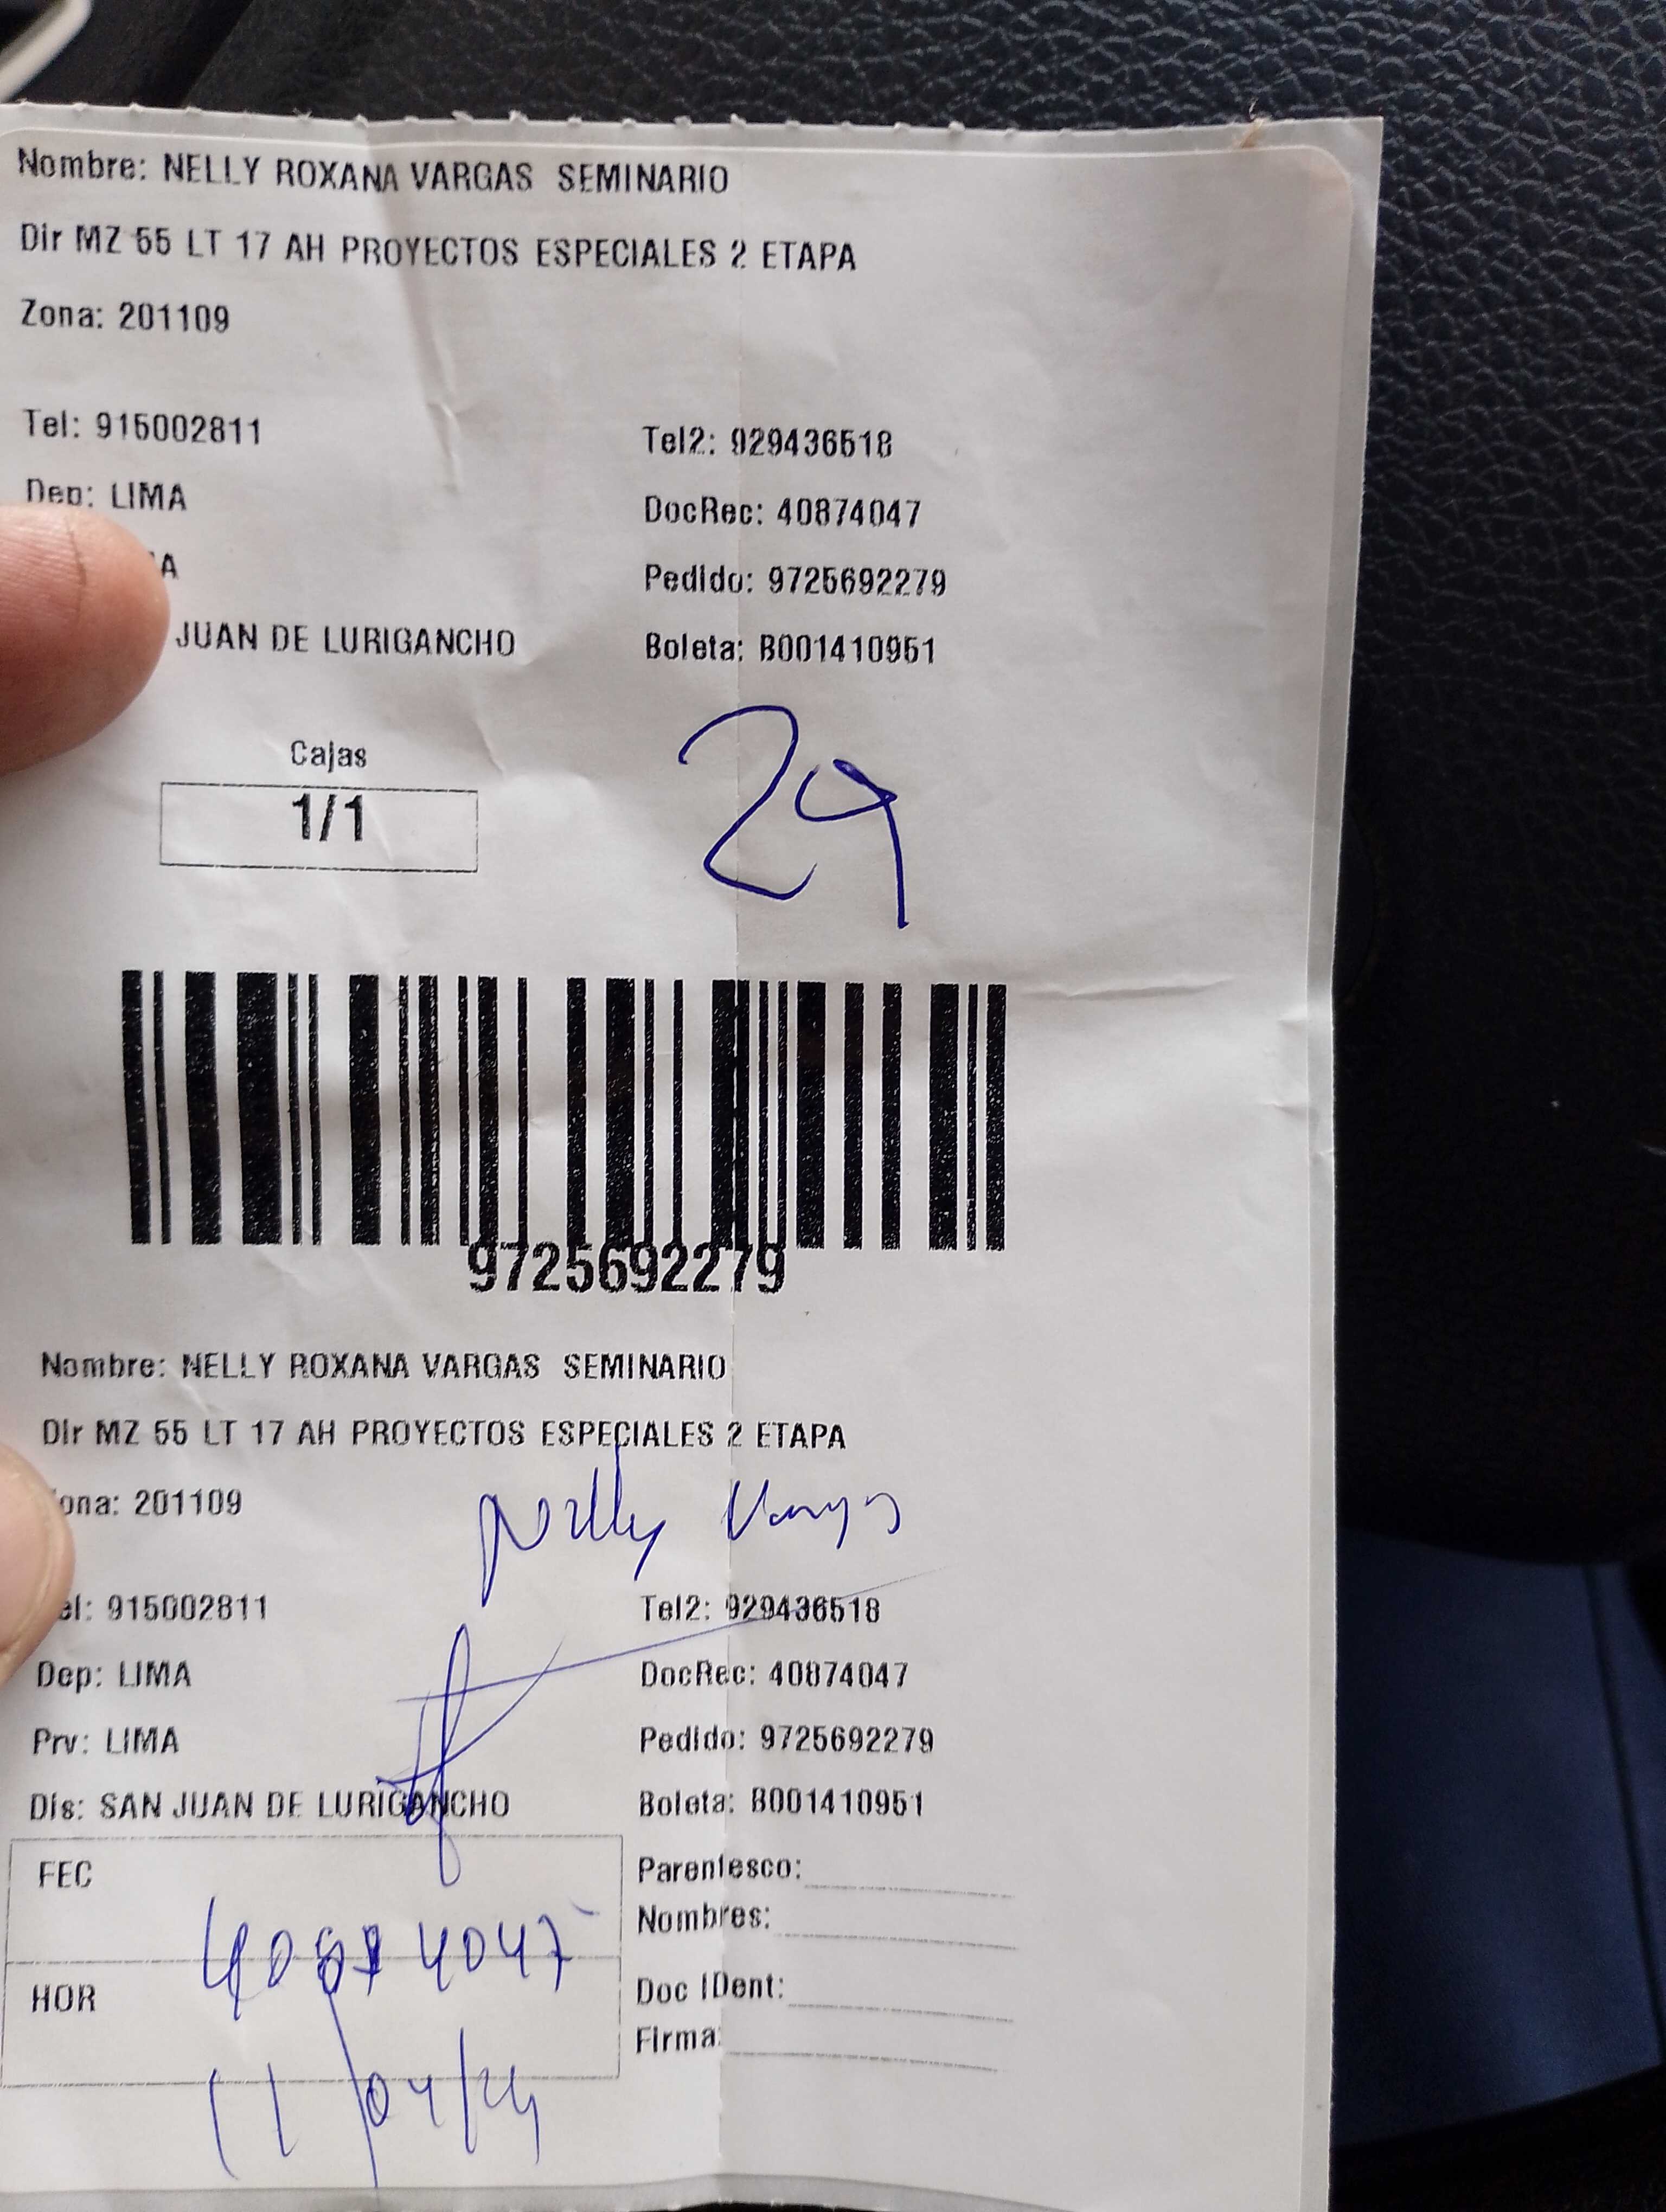 Nombre: NELLY ROXANA VARGAS SEMINARIO
Dir MZ 55 LT 17 AH PROYECTOS ESPECIALES 2 ETAPA
Zona: 201109
Tel: 915002811 Tel2: 929436518
Dep: LIMA DocRec: 40874047
A Pedido: 9725692279
JUAN DE LURIGANCHO Boleta: B001410951
Cajas
1/1
29
9725692279
Nombre: NELLY ROXANA VARGAS SEMINARIO
Dir MZ 55 LT 17 AH PROYECTOS ESPECIALES 2 ETAPA
ona: 201109
Nelly Vargas
el: 915002811 Tel2: 929436518
Dep: LIMA DocRec: 40874047
Prv: LIMA Pedido: 9725692279
Dis: SAN JUAN DE LURIGANCHO Boleta: B001410951
FEC Parentesco:
Nombres:
40874047
HOR Doc IDent:
Firma:
11/04/24